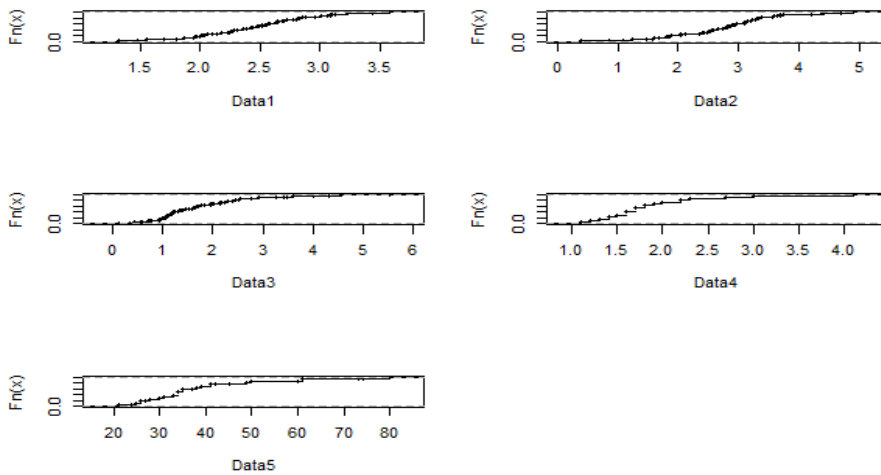 Fn(x)
0.0
1.5 2.0 2.5 3.0 3.5
Data1
Fn(x)
0.0
0 1 2 3 4 5
Data2
Fn(x)
0.0
0 1 2 3 4 5 6
Data3
Fn(x)
0.0
1.0 1.5 2.0 2.5 3.0 3.5 4.0
Data4
Fn(x)
0.0
20 30 40 50 60 70 80
Data5